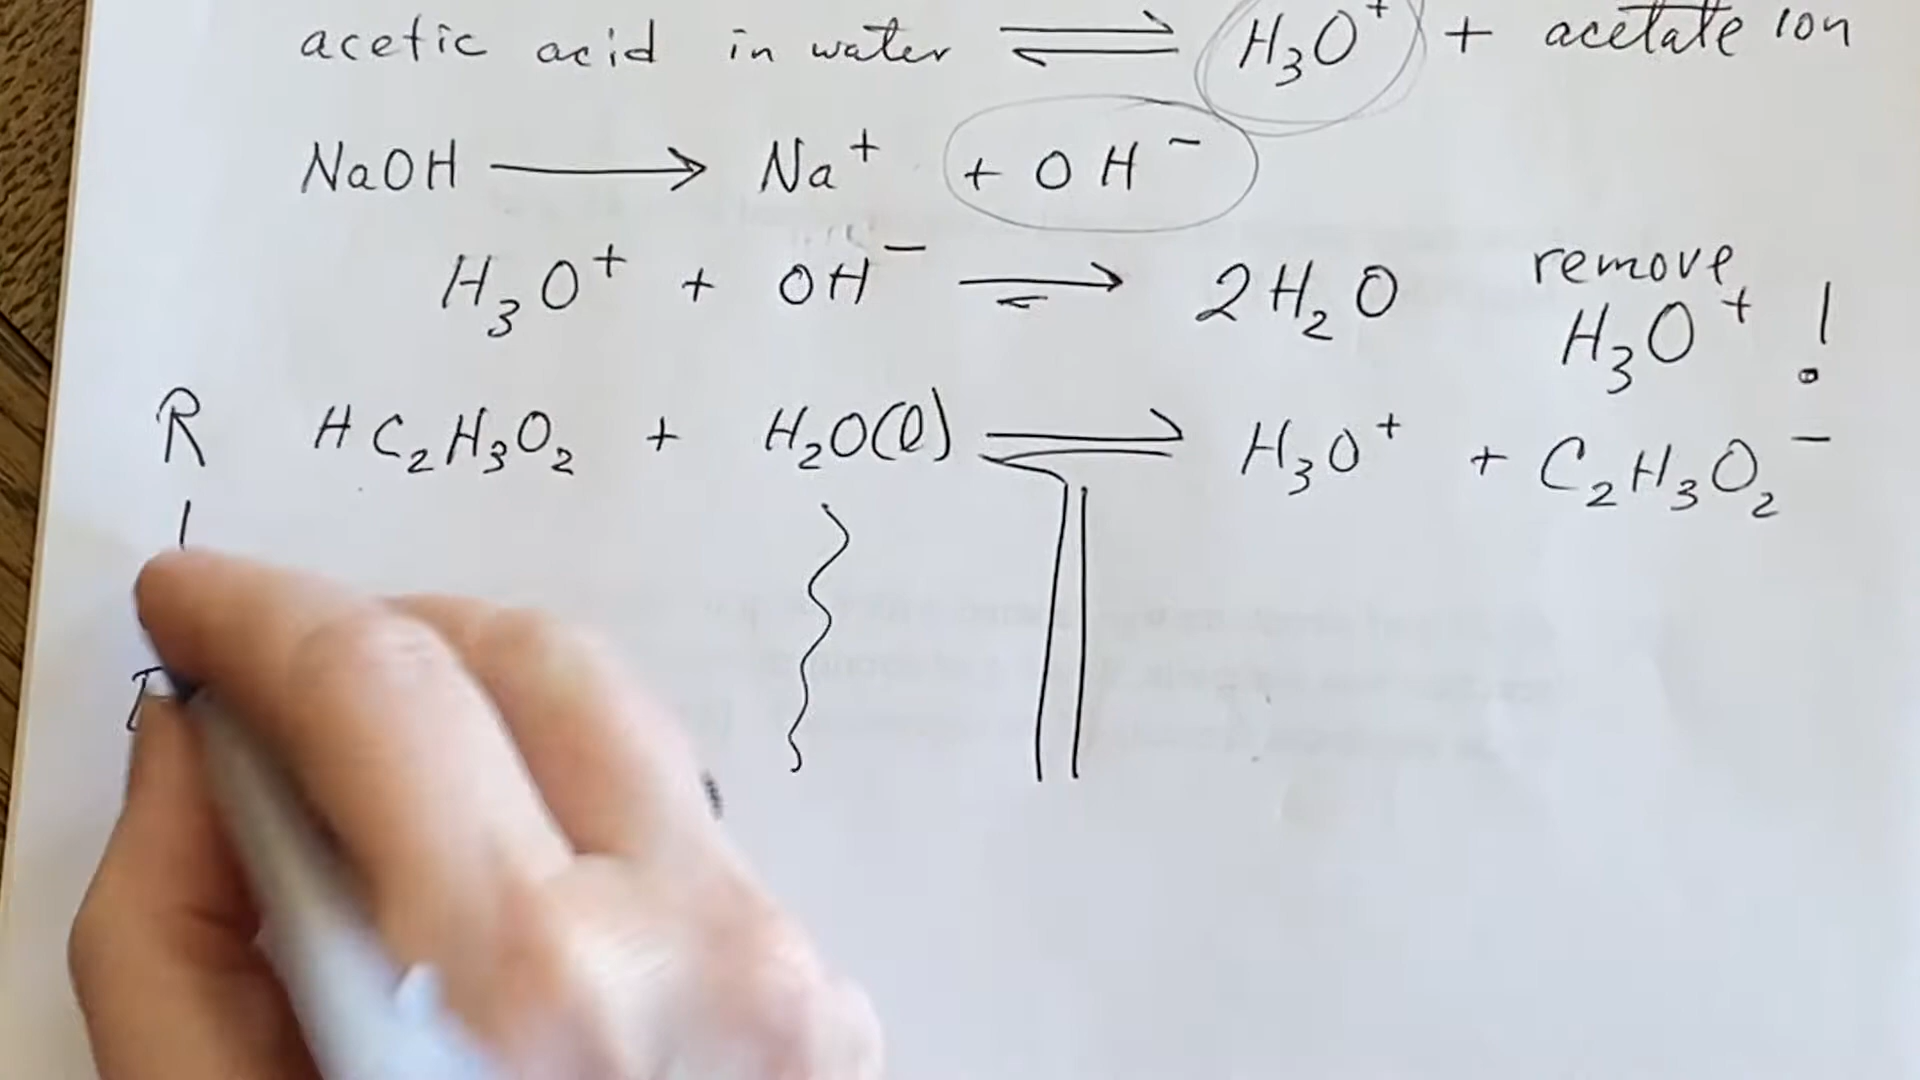 acetic acid in water ⇌ H₃O⁺ + acetate ion
NaOH ⟶ Na⁺ + OH⁻
H₃O⁺ + OH⁻ ⇌ 2H₂O remove H₃O⁺ !
R HC₂H₃O₂ + H₂O(l) ⇌ H₃O⁺ + C₂H₃O₂⁻
I